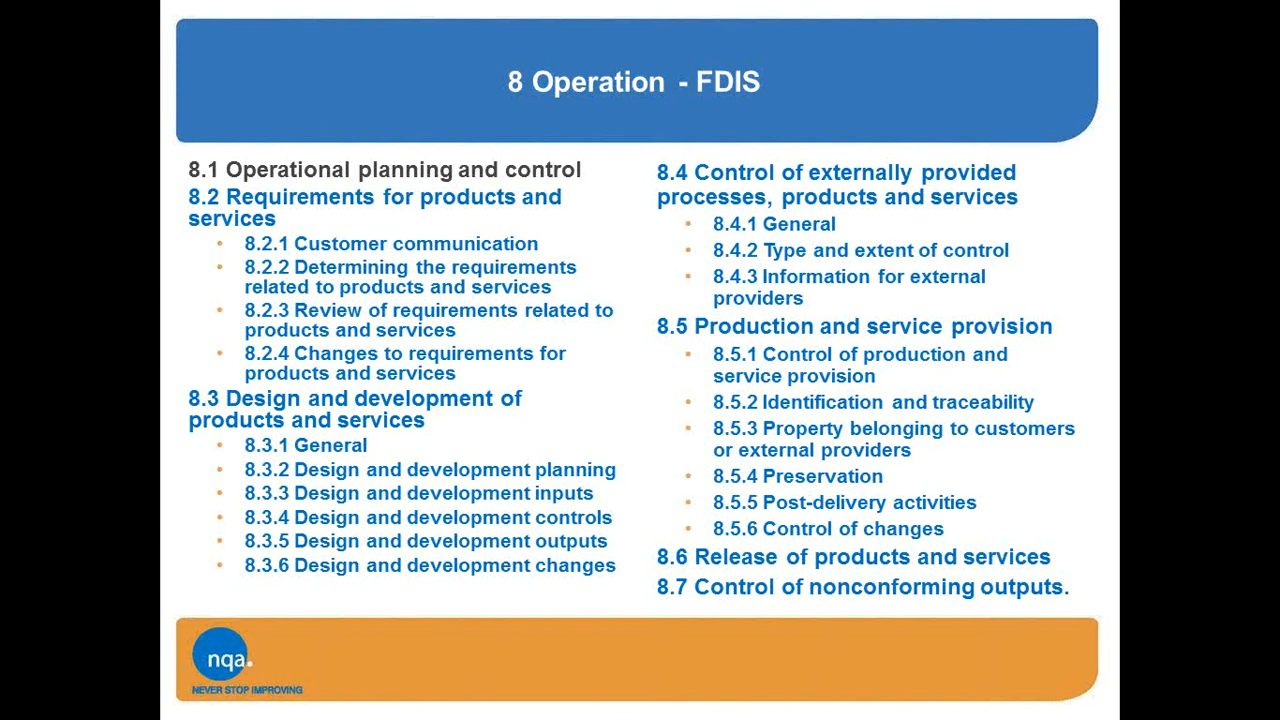 8 Operation - FDIS
8.1 Operational planning and control
8.2 Requirements for products and
services
• 8.2.1 Customer communication
• 8.2.2 Determining the requirements
related to products and services
• 8.2.3 Review of requirements related to
products and services
• 8.2.4 Changes to requirements for
products and services
8.3 Design and development of
products and services
• 8.3.1 General
• 8.3.2 Design and development planning
• 8.3.3 Design and development inputs
• 8.3.4 Design and development controls
• 8.3.5 Design and development outputs
• 8.3.6 Design and development changes
8.4 Control of externally provided
processes, products and services
• 8.4.1 General
• 8.4.2 Type and extent of control
• 8.4.3 Information for external
providers
8.5 Production and service provision
• 8.5.1 Control of production and
service provision
• 8.5.2 Identification and traceability
• 8.5.3 Property belonging to customers
or external providers
• 8.5.4 Preservation
• 8.5.5 Post-delivery activities
• 8.5.6 Control of changes
8.6 Release of products and services
8.7 Control of nonconforming outputs.
nqa.
NEVER STOP IMPROVING